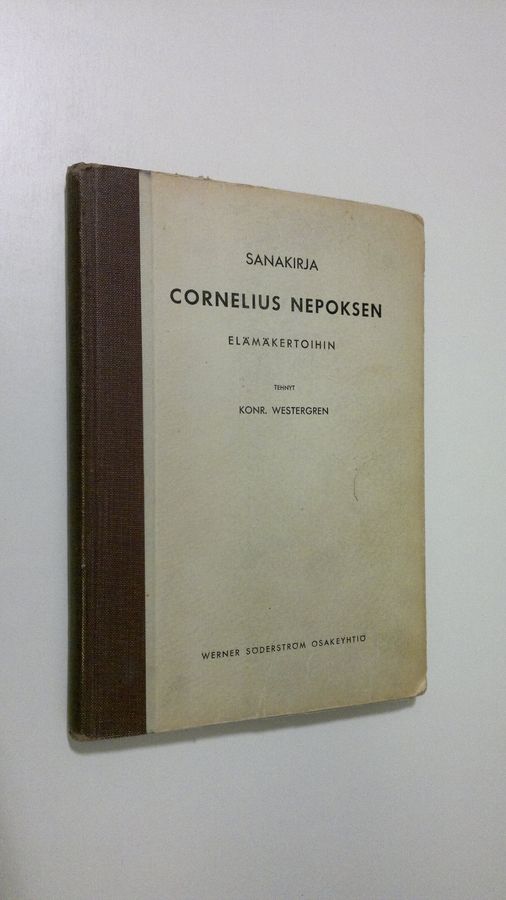 SANAKIRJA
CORNELIUS NEPOKSEN
ELÄMÄKERTOIHIN
TEHNYT
KONR. WESTERGREN
WERNER SÖDERSTRÖM OSAKEYHTIÖ